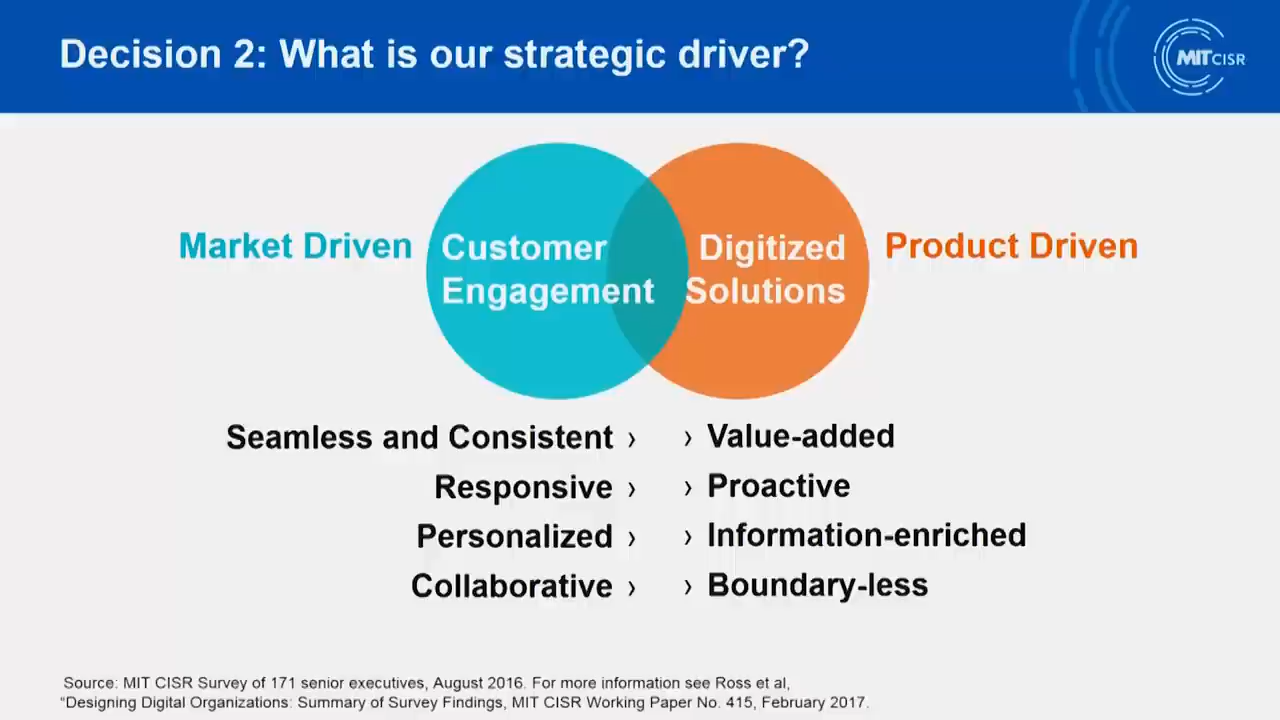 Decision 2: What is our strategic driver?
MIT CISR
Market Driven
Customer
Engagement
Digitized
Solutions
Product Driven
Seamless and Consistent ›
Responsive ›
Personalized ›
Collaborative ›
› Value-added
› Proactive
› Information-enriched
› Boundary-less
Source: MIT CISR Survey of 171 senior executives, August 2016. For more information see Ross et al,
“Designing Digital Organizations: Summary of Survey Findings, MIT CISR Working Paper No. 415, February 2017.